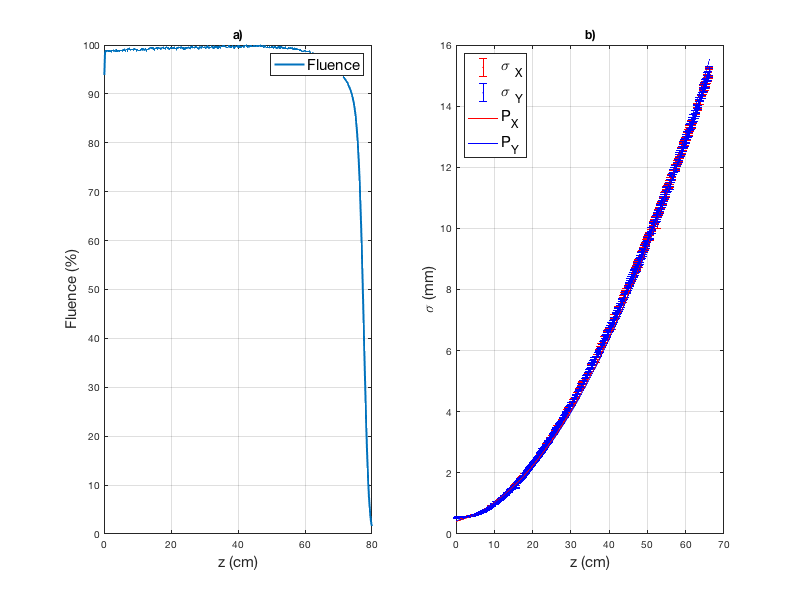 a)
100
90
80
70
60
50
40
30
20
10
0
0 20 40 60 80
Fluence (%)
z (cm)
Fluence
b)
16
14
12
10
8
6
4
2
0
0 10 20 30 40 50 60 70
σ (mm)
z (cm)
σ X
σ Y
P X
P Y